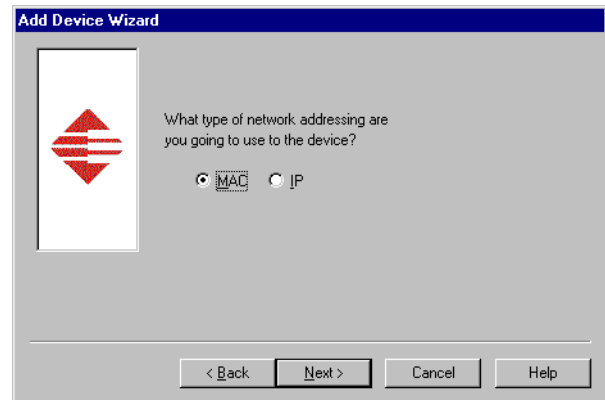 Add Device Wizard
What type of network addressing are
you going to use to the device?
MAC IP
< Back Next > Cancel Help